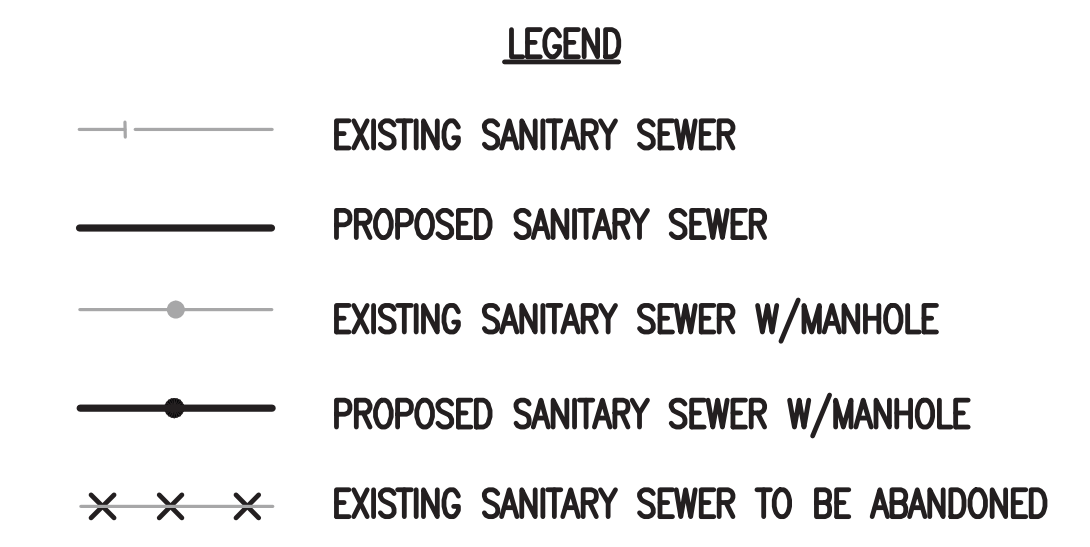 LEGEND
EXISTING SANITARY SEWER
PROPOSED SANITARY SEWER
EXISTING SANITARY SEWER W/MANHOLE
PROPOSED SANITARY SEWER W/MANHOLE
EXISTING SANITARY SEWER TO BE ABANDONED